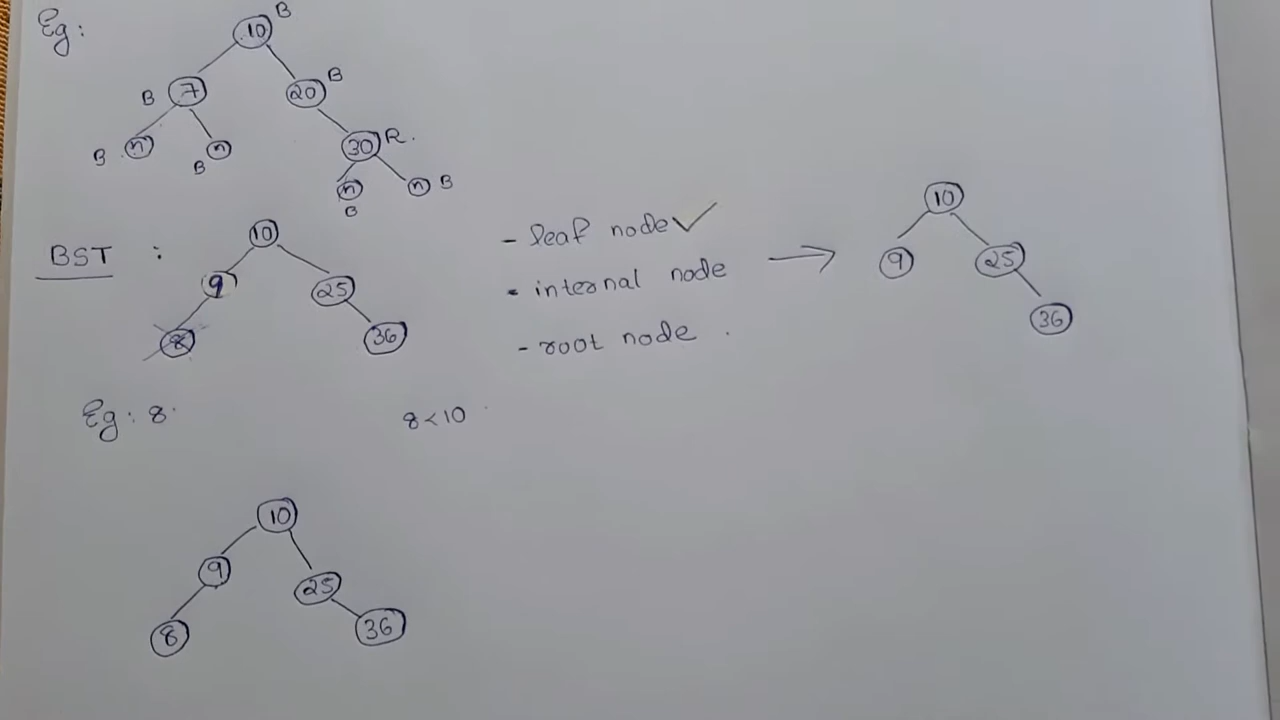 Eg:
10 B
B 7 20 B
B n n B 30 R.
n B n B
BST :
10
9 25
8 36
- leaf node ✓
- internal node →
- root node .
10
9 25
36
Eg: 8. 8<10
10
9 25
8 36